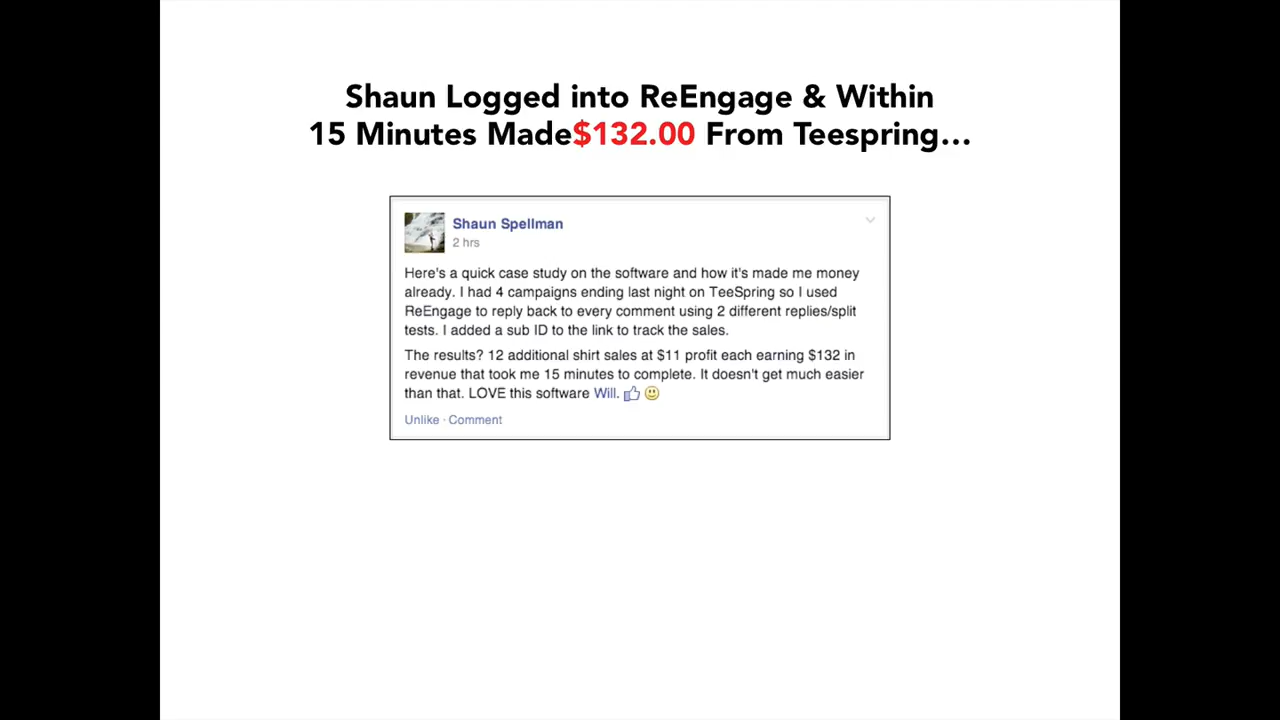 Shaun Logged into ReEngage & Within
15 Minutes Made$132.00 From Teespring...
Shaun Spellman
2 hrs
Here's a quick case study on the software and how it's made me money
already. I had 4 campaigns ending last night on TeeSpring so I used
ReEngage to reply back to every comment using 2 different replies/split
tests. I added a sub ID to the link to track the sales.
The results? 12 additional shirt sales at $11 profit each earning $132 in
revenue that took me 15 minutes to complete. It doesn't get much easier
than that. LOVE this software Will.
Unlike · Comment